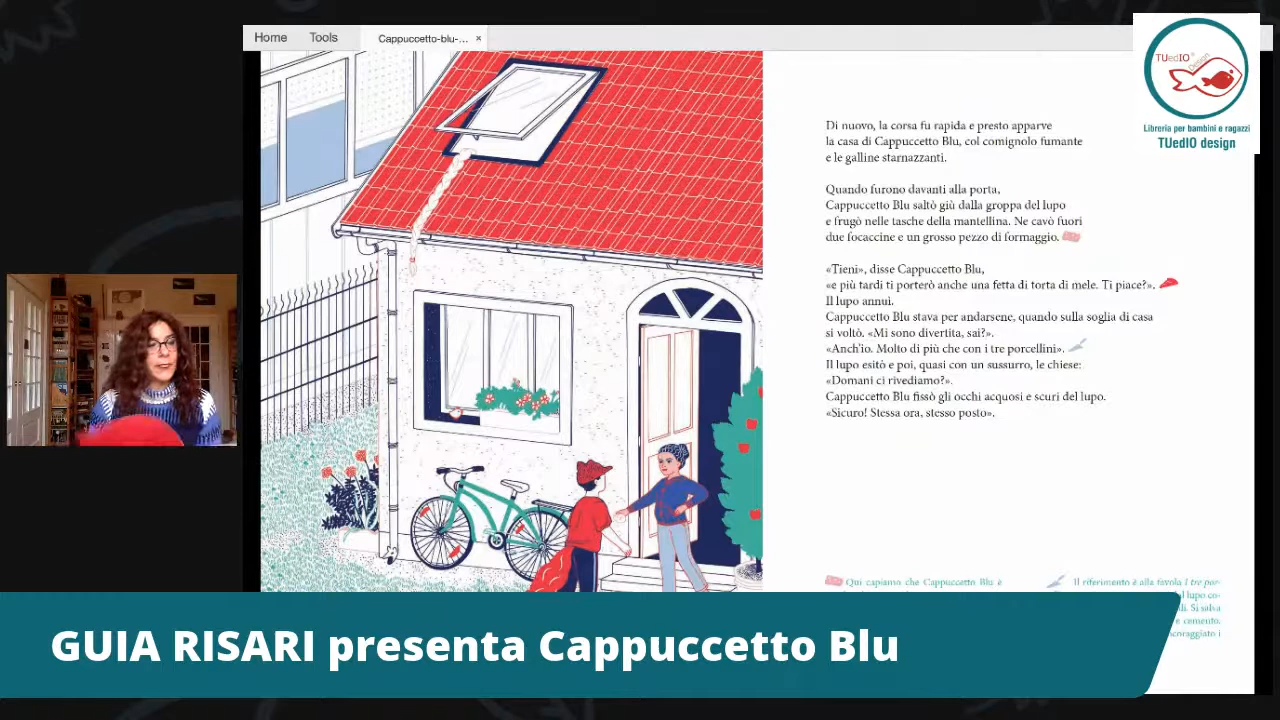 Home
Tools
Cappuccetto-blu-... ×
TUedIO
Design
Libreria per bambini e ragazzi
TUedIO design
Di nuovo, la corsa fu rapida e presto apparve
la casa di Cappuccetto Blu, col comignolo fumante
e le galline starnazzanti.
Quando furono davanti alla porta,
Cappuccetto Blu saltò giù dalla groppa del lupo
e frugò nelle tasche della mantellina. Ne cavò fuori
due focaccine e un grosso pezzo di formaggio.
«Tieni», disse Cappuccetto Blu,
«e più tardi ti porterò anche una fetta di torta di mele. Ti piace?».
Il lupo annuì.
Cappuccetto Blu stava per andarsene, quando sulla soglia di casa
si voltò. «Mi sono divertita, sai?».
«Anch'io. Molto di più che con i tre porcellini».
Il lupo esitò e poi, quasi con un sussurro, le chiese:
«Domani ci rivediamo?».
Cappuccetto Blu fissò gli occhi acquosi e scuri del lupo.
«Sicuro! Stessa ora, stesso posto».
Qui capiamo che Cappuccetto Blu è
Il riferimento è alla favola I tre por-
lupo co-
Si salva
e cemento.
GUIA RISARI presenta Cappuccetto Blu